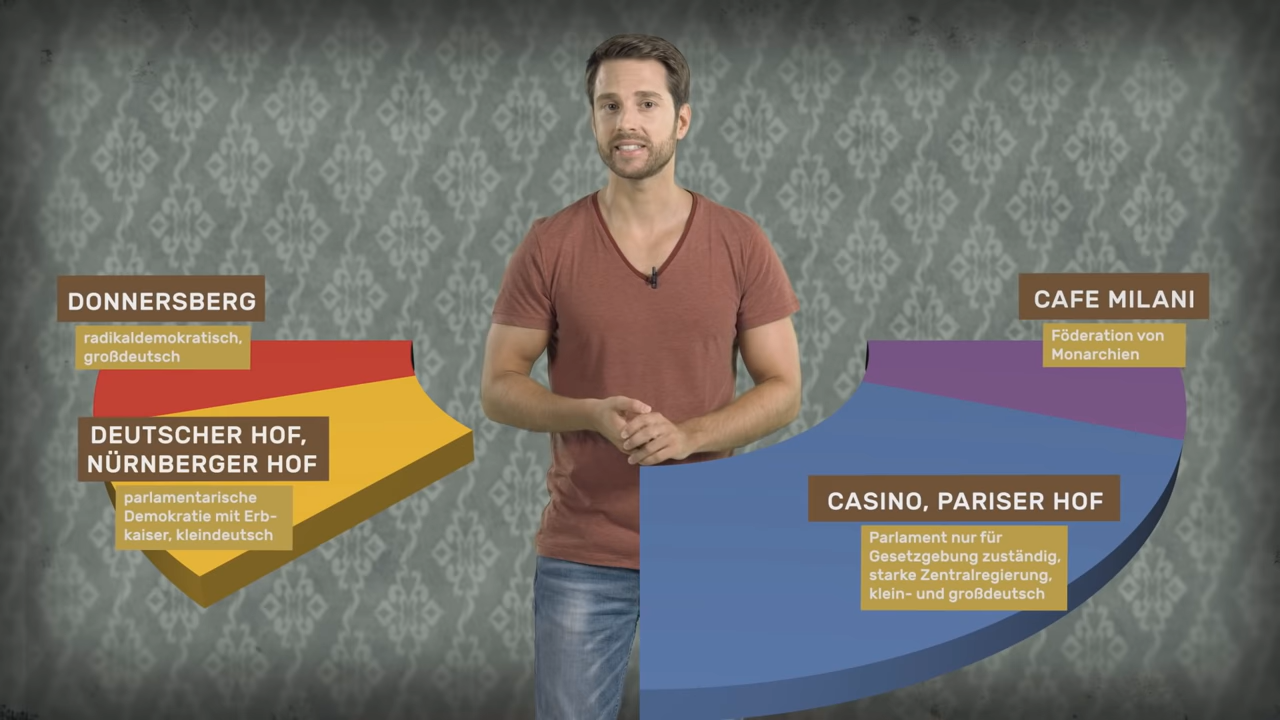 DONNERSBERG
radikaldemokratisch,
großdeutsch
DEUTSCHER HOF,
NÜRNBERGER HOF
parlamentarische
Demokratie mit Erb-
kaiser, kleindeutsch
CAFE MILANI
Föderation von
Monarchien
CASINO, PARISER HOF
Parlament nur für
Gesetzgebung zuständig,
starke Zentralregierung,
klein- und großdeutsch